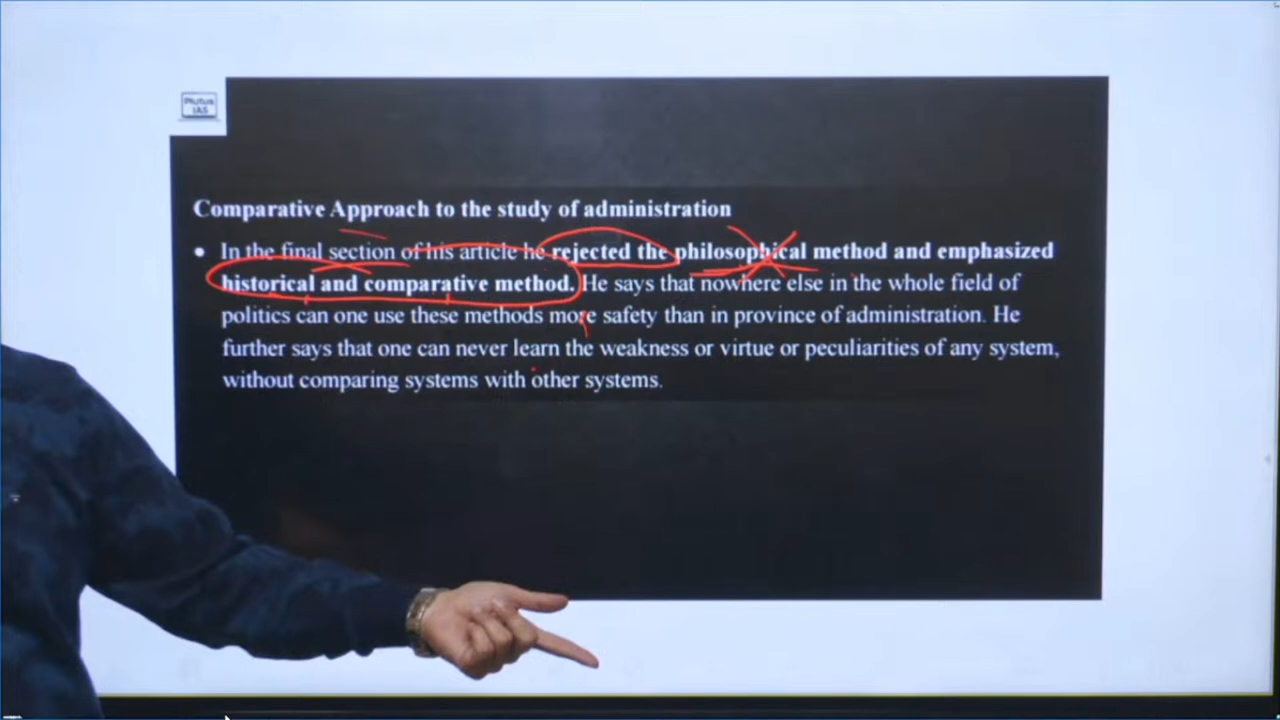 Plutus
IAS
Comparative Approach to the study of administration
• In the final section of his article he rejected the philosophical method and emphasized
historical and comparative method. He says that nowhere else in the whole field of
politics can one use these methods more safety than in province of administration. He
further says that one can never learn the weakness or virtue or peculiarities of any system,
without comparing systems with other systems.